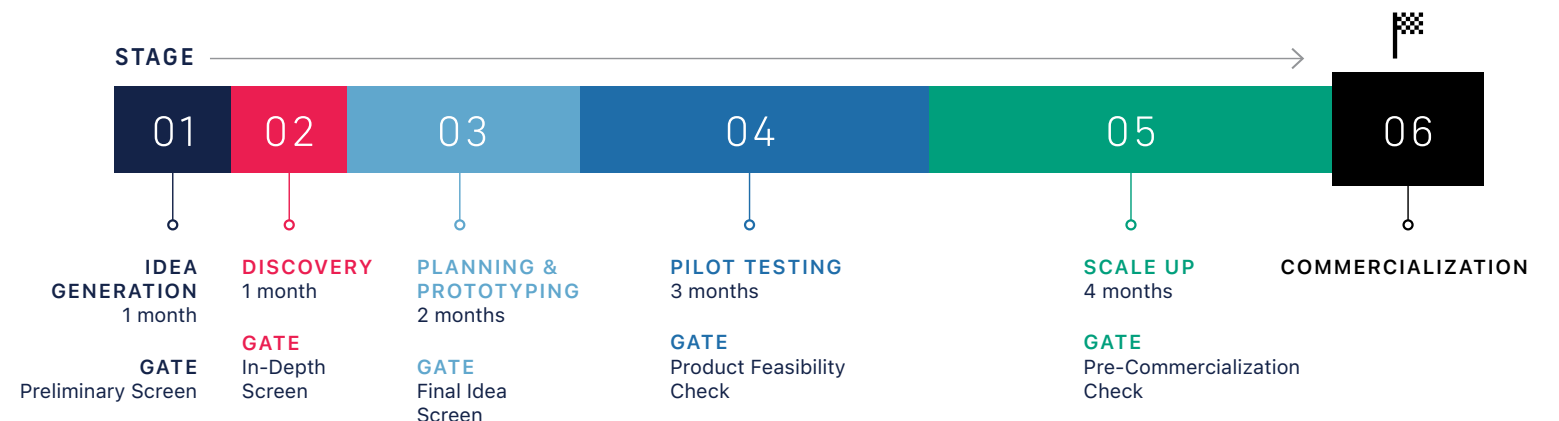 STAGE
01
02
03
04
05
06
IDEA
GENERATION
1 month
GATE
Preliminary Screen
DISCOVERY
1 month
GATE
In-Depth
Screen
PLANNING &
PROTOTYPING
2 months
GATE
Final Idea
Screen
PILOT TESTING
3 months
GATE
Product Feasibility
Check
SCALE UP
4 months
GATE
Pre-Commercialization
Check
COMMERCIALIZATION